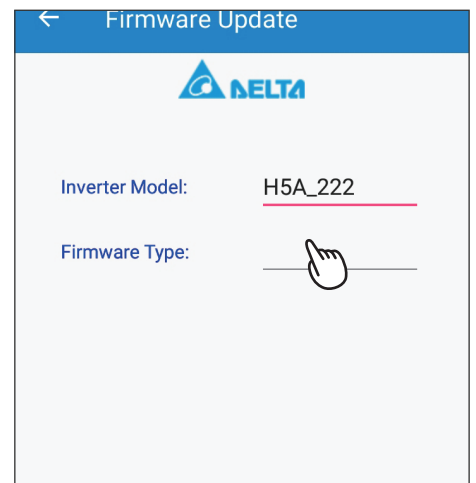 ← Firmware Update
DELTA
Inverter Model: H5A_222
Firmware Type: